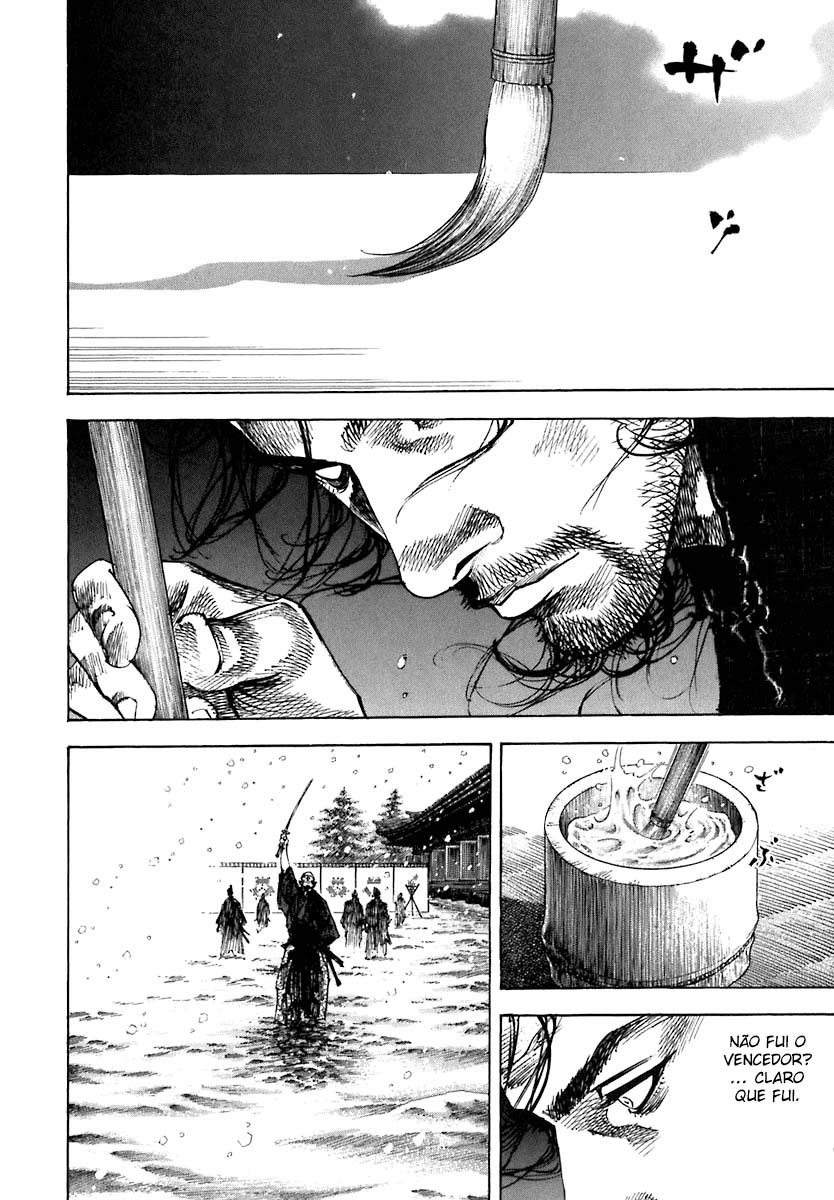 ザ
ッ
ざ
ぶ
NÃO FUI O
VENCEDOR?
... CLARO
QUE FUI.